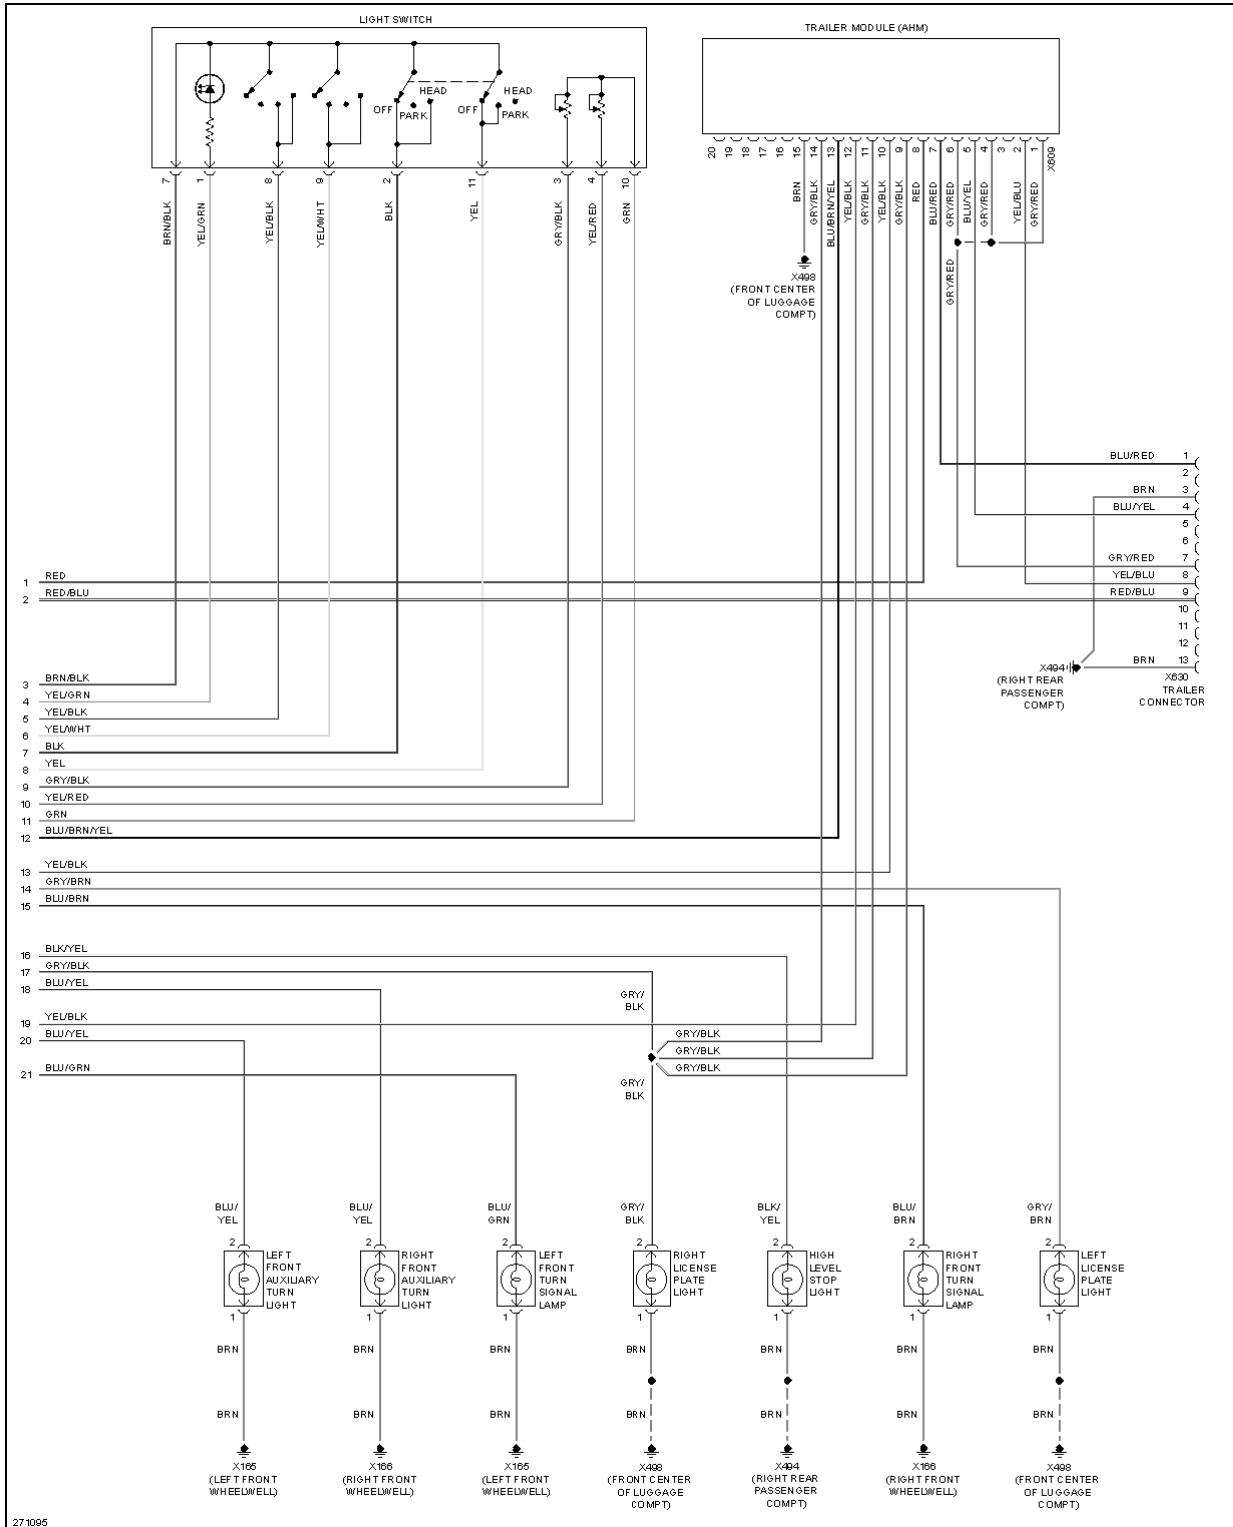 LIGHT SWITCH
TRAILER MODULE (AHM)
HEAD
HEAD
OFF
OFF
PARK
PARK
7
1
8
9
2
11
3
4
10
BRN/BLK
YEL/GRN
YEL/BLK
YEL/WHT
BLK
YEL
GRY/BLK
YEL/RED
GRN
20
19
18
17
16
15
14
13
12
11
10
9
8
7
6
5
4
3
2
1
X609
BRN
GRY/BLK
BLU/BRN/YEL
YEL/BLK
GRY/BLK
YEL/BLK
GRY/BLK
RED
BLU/RED
GRY/RED
BLU/YEL
GRY/RED
YEL/BLU
GRY/RED
GRY/RED
X498
(FRONT CENTER
OF LUGGAGE
COMPT)
BLU/RED 1
2
BRN 3
BLU/YEL 4
5
6
GRY/RED 7
YEL/BLU 8
RED/BLU 9
10
11
12
BRN 13
X630
TRAILER
CONNECTOR
X494
(RIGHT REAR
PASSENGER
COMPT)
1 RED
2 RED/BLU
3 BRN/BLK
4 YEL/GRN
5 YEL/BLK
6 YEL/WHT
7 BLK
8 YEL
9 GRY/BLK
10 YEL/RED
11 GRN
12 BLU/BRN/YEL
13 YEL/BLK
14 GRY/BRN
15 BLU/BRN
16 BLK/YEL
17 GRY/BLK
18 BLU/YEL
19 YEL/BLK
20 BLU/YEL
21 BLU/GRN
GRY/
BLK
GRY/BLK
GRY/BLK
GRY/BLK
GRY/
BLK
BLU/
YEL
2
LEFT
FRONT
AUXILIARY
TURN
LIGHT
1
BRN
BRN
X165
(LEFT FRONT
WHEELWELL)
BLU/
YEL
2
RIGHT
FRONT
AUXILIARY
TURN
LIGHT
1
BRN
BRN
X166
(RIGHT FRONT
WHEELWELL)
BLU/
GRN
2
LEFT
FRONT
TURN
SIGNAL
LAMP
1
BRN
BRN
X165
(LEFT FRONT
WHEELWELL)
GRY/
BLK
2
RIGHT
LICENSE
PLATE
LIGHT
1
BRN
BRN
X498
(FRONT CENTER
OF LUGGAGE
COMPT)
BLK/
YEL
2
HIGH
LEVEL
STOP
LIGHT
1
BRN
BRN
X494
(RIGHT REAR
PASSENGER
COMPT)
BLU/
BRN
2
RIGHT
FRONT
TURN
SIGNAL
LAMP
1
BRN
BRN
X166
(RIGHT FRONT
WHEELWELL)
GRY/
BRN
2
LEFT
LICENSE
PLATE
LIGHT
1
BRN
BRN
X498
(FRONT CENTER
OF LUGGAGE
COMPT)
271095